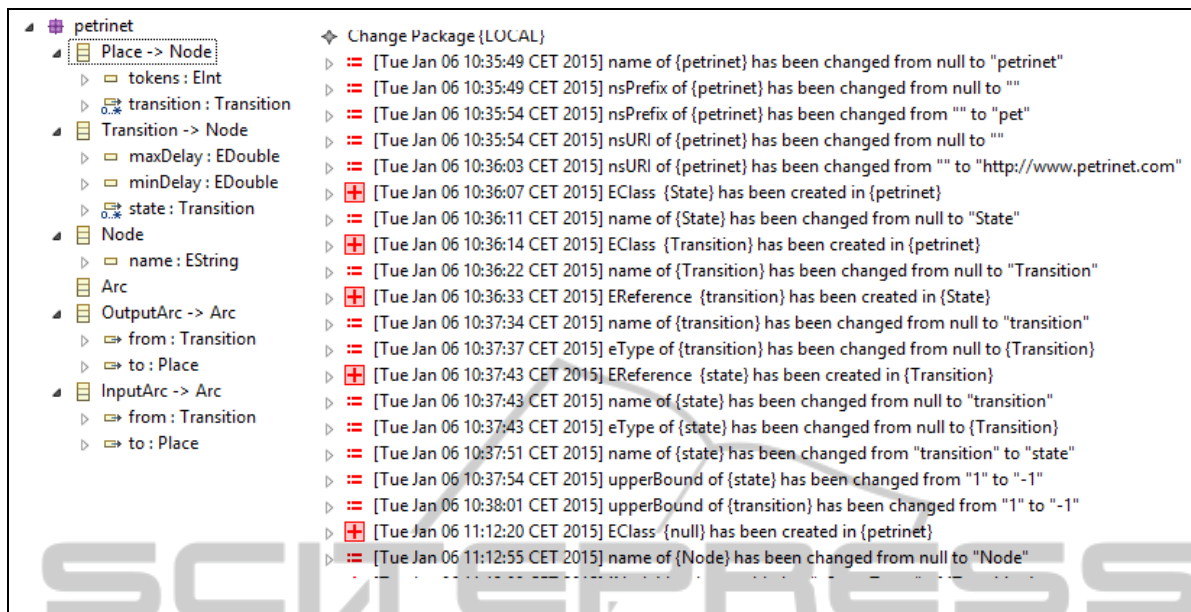 petrinet
Place -> Node
tokens : EInt
0..* transition : Transition
Transition -> Node
maxDelay : EDouble
minDelay : EDouble
0..* state : Transition
Node
name : EString
Arc
OutputArc -> Arc
from : Transition
to : Place
InputArc -> Arc
from : Transition
to : Place
Change Package {LOCAL}
[Tue Jan 06 10:35:49 CET 2015] name of {petrinet} has been changed from null to "petrinet"
[Tue Jan 06 10:35:49 CET 2015] nsPrefix of {petrinet} has been changed from null to ""
[Tue Jan 06 10:35:54 CET 2015] nsPrefix of {petrinet} has been changed from "" to "pet"
[Tue Jan 06 10:35:54 CET 2015] nsURI of {petrinet} has been changed from null to ""
[Tue Jan 06 10:36:03 CET 2015] nsURI of {petrinet} has been changed from "" to "http://www.petrinet.com"
[Tue Jan 06 10:36:07 CET 2015] EClass {State} has been created in {petrinet}
[Tue Jan 06 10:36:11 CET 2015] name of {State} has been changed from null to "State"
[Tue Jan 06 10:36:14 CET 2015] EClass {Transition} has been created in {petrinet}
[Tue Jan 06 10:36:22 CET 2015] name of {Transition} has been changed from null to "Transition"
[Tue Jan 06 10:36:33 CET 2015] EReference {transition} has been created in {State}
[Tue Jan 06 10:37:34 CET 2015] name of {transition} has been changed from null to "transition"
[Tue Jan 06 10:37:37 CET 2015] eType of {transition} has been changed from null to {Transition}
[Tue Jan 06 10:37:43 CET 2015] EReference {state} has been created in {Transition}
[Tue Jan 06 10:37:43 CET 2015] name of {state} has been changed from null to "transition"
[Tue Jan 06 10:37:43 CET 2015] eType of {state} has been changed from null to {Transition}
[Tue Jan 06 10:37:51 CET 2015] name of {state} has been changed from "transition" to "state"
[Tue Jan 06 10:37:54 CET 2015] upperBound of {state} has been changed from "1" to "-1"
[Tue Jan 06 10:38:01 CET 2015] upperBound of {transition} has been changed from "1" to "-1"
[Tue Jan 06 11:12:20 CET 2015] EClass {null} has been created in {petrinet}
[Tue Jan 06 11:12:55 CET 2015] name of {Node} has been changed from null to "Node"
SCITEPRESS